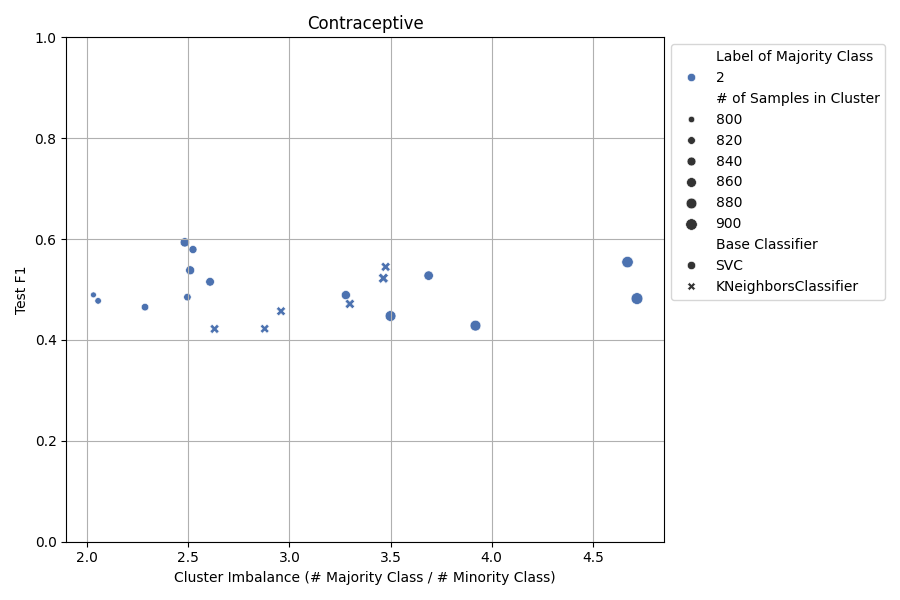 Contraceptive
Test F1
1.0
0.8
0.6
0.4
0.2
0.0
2.0 2.5 3.0 3.5 4.0 4.5
Cluster Imbalance (# Majority Class / # Minority Class)
Label of Majority Class
2
# of Samples in Cluster
800
820
840
860
880
900
Base Classifier
SVC
KNeighborsClassifier